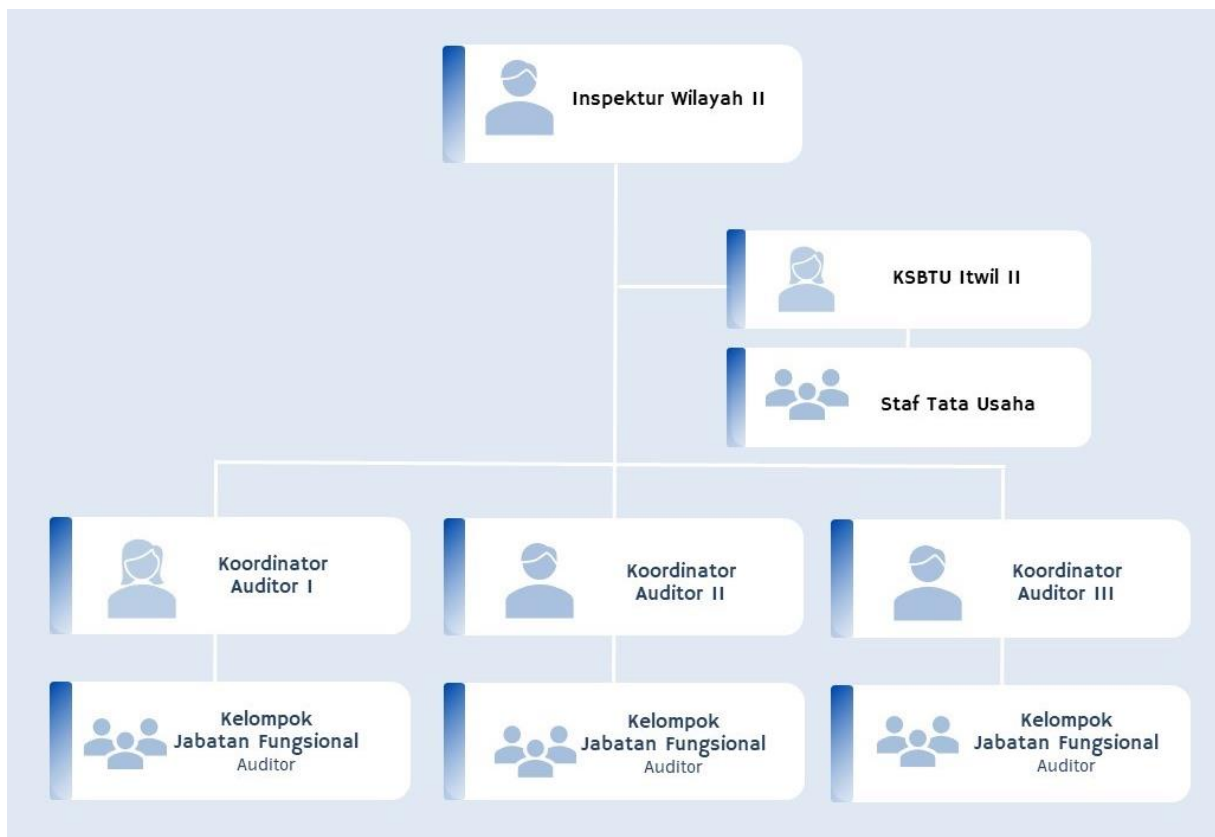 Inspektur Wilayah II
KSBTU Itwil II
Staf Tata Usaha
Koordinator
Auditor I
Koordinator
Auditor II
Koordinator
Auditor III
Kelompok
Jabatan Fungsional
Auditor
Kelompok
Jabatan Fungsional
Auditor
Kelompok
Jabatan Fungsional
Auditor